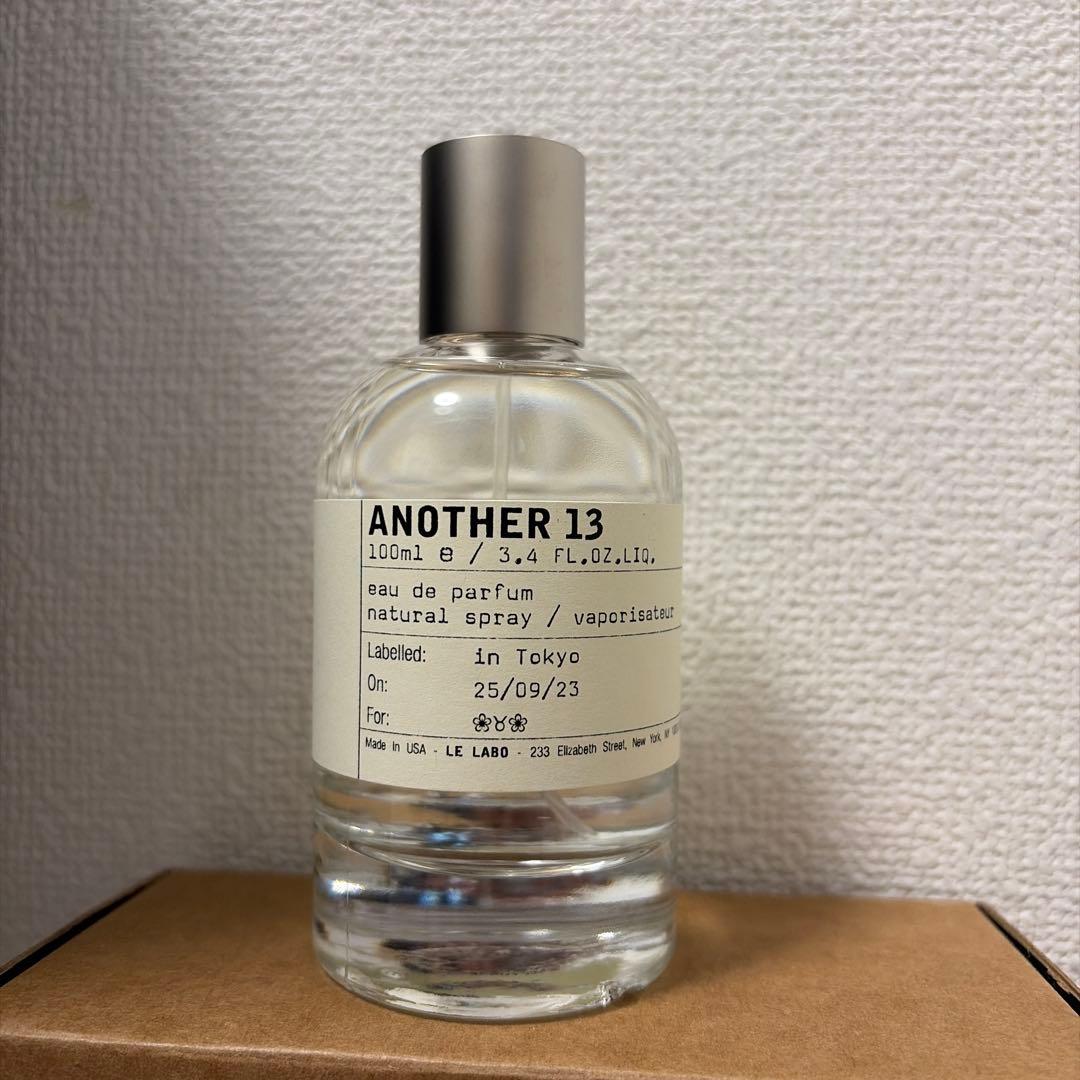 ANOTHER 13
100ml ℮ / 3.4 FL.OZ.LIQ.
eau de parfum
natural spray / vaporisateur
Labelled: in Tokyo
On: 25/09/23
For: ❀♉❀
Made in USA - LE LABO - 233 Elizabeth Street, New York, NY